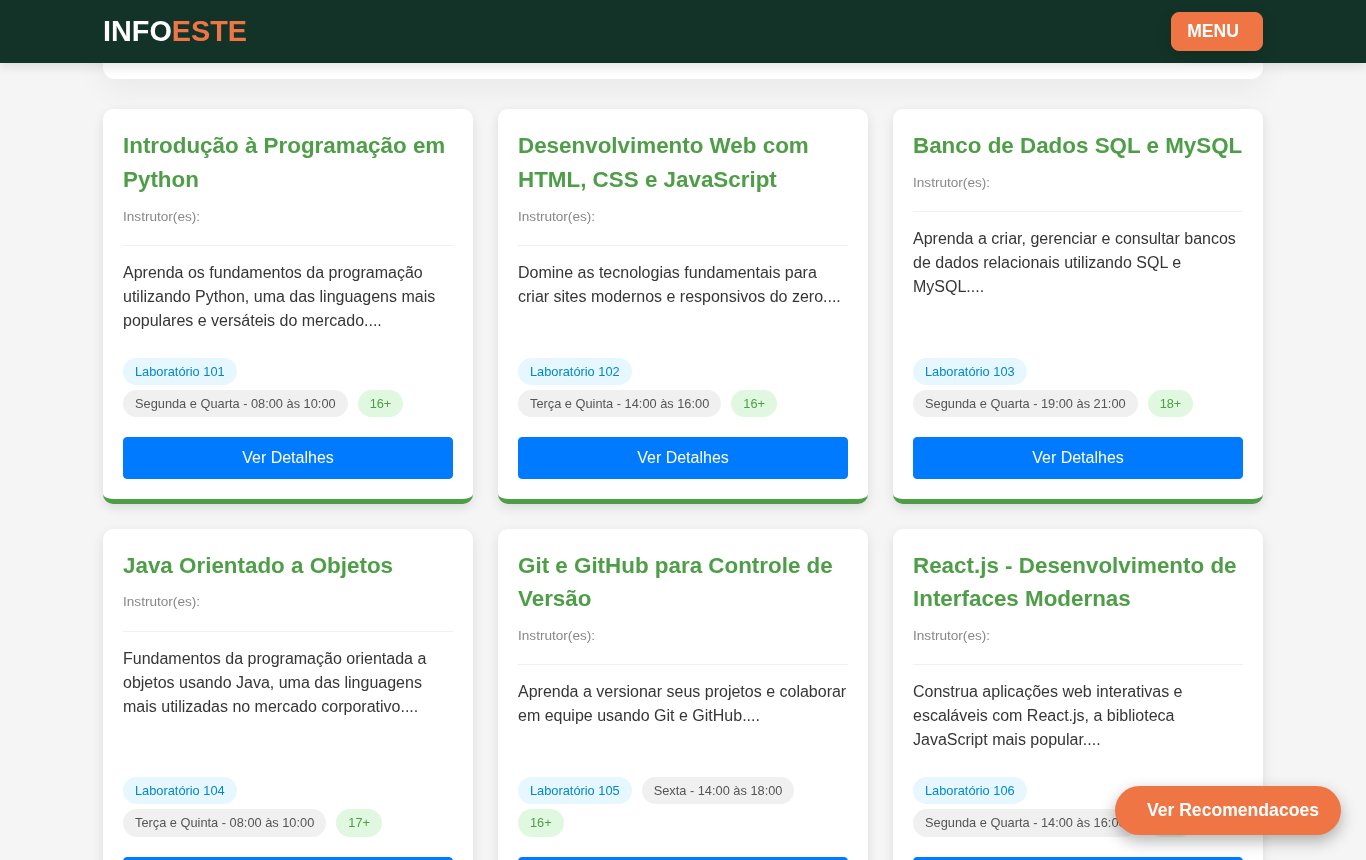 INFOESTE
MENU
Introdução à Programação em
Python
Instrutor(es):
Aprenda os fundamentos da programação
utilizando Python, uma das linguagens mais
populares e versáteis do mercado....
Laboratório 101
Segunda e Quarta - 08:00 às 10:00
16+
Ver Detalhes
Desenvolvimento Web com
HTML, CSS e JavaScript
Instrutor(es):
Domine as tecnologias fundamentais para
criar sites modernos e responsivos do zero....
Laboratório 102
Terça e Quinta - 14:00 às 16:00
16+
Ver Detalhes
Banco de Dados SQL e MySQL
Instrutor(es):
Aprenda a criar, gerenciar e consultar bancos
de dados relacionais utilizando SQL e
MySQL....
Laboratório 103
Segunda e Quarta - 19:00 às 21:00
18+
Ver Detalhes
Java Orientado a Objetos
Instrutor(es):
Fundamentos da programação orientada a
objetos usando Java, uma das linguagens
mais utilizadas no mercado corporativo....
Laboratório 104
Terça e Quinta - 08:00 às 10:00
17+
Git e GitHub para Controle de
Versão
Instrutor(es):
Aprenda a versionar seus projetos e colaborar
em equipe usando Git e GitHub....
Laboratório 105
Sexta - 14:00 às 18:00
16+
React.js - Desenvolvimento de
Interfaces Modernas
Instrutor(es):
Construa aplicações web interativas e
escaláveis com React.js, a biblioteca
JavaScript mais popular....
Laboratório 106
Segunda e Quarta - 14:00 às
Ver Recomendacoes